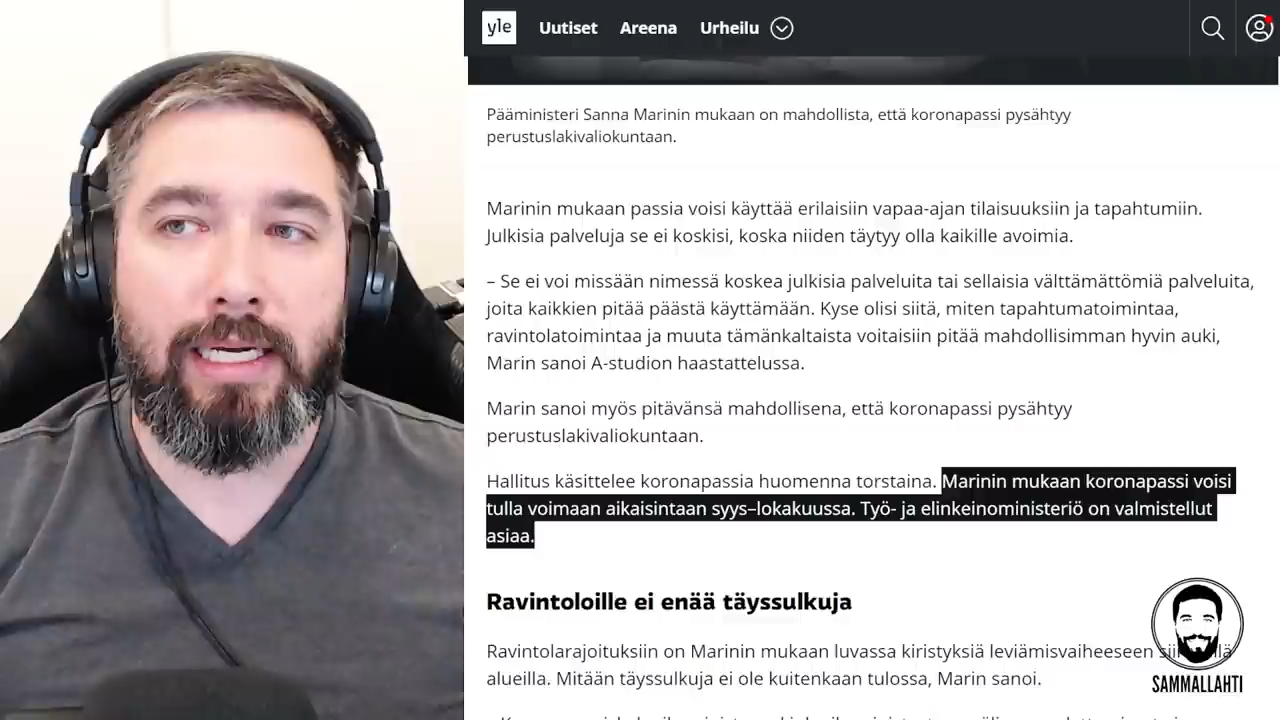 yle Uutiset Areena Urheilu
Pääministeri Sanna Marinin mukaan on mahdollista, että koronapassi pysähtyy
perustuslakivaliokuntaan.
Marinin mukaan passia voisi käyttää erilaisiin vapaa-ajan tilaisuuksiin ja tapahtumiin.
Julkisia palveluja se ei koskisi, koska niiden täytyy olla kaikille avoimia.
– Se ei voi missään nimessä koskea julkisia palveluita tai sellaisia välttämättömiä palveluita,
joita kaikkien pitää päästä käyttämään. Kyse olisi siitä, miten tapahtumatoimintaa,
ravintolatoimintaa ja muuta tämänkaltaista voitaisiin pitää mahdollisimman hyvin auki,
Marin sanoi A-studion haastattelussa.
Marin sanoi myös pitävänsä mahdollisena, että koronapassi pysähtyy
perustuslakivaliokuntaan.
Hallitus käsittelee koronapassia huomenna torstaina. Marinin mukaan koronapassi voisi
tulla voimaan aikaisintaan syys–lokakuussa. Työ- ja elinkeinoministeriö on valmistellut
asiaa.
Ravintoloille ei enää täyssulkuja
Ravintolarajoituksiin on Marinin mukaan luvassa kiristyksiä leviämisvaiheeseen
alueilla. Mitään täyssulkuja ei ole kuitenkaan tulossa, Marin sanoi.
SAMMALLAHTI